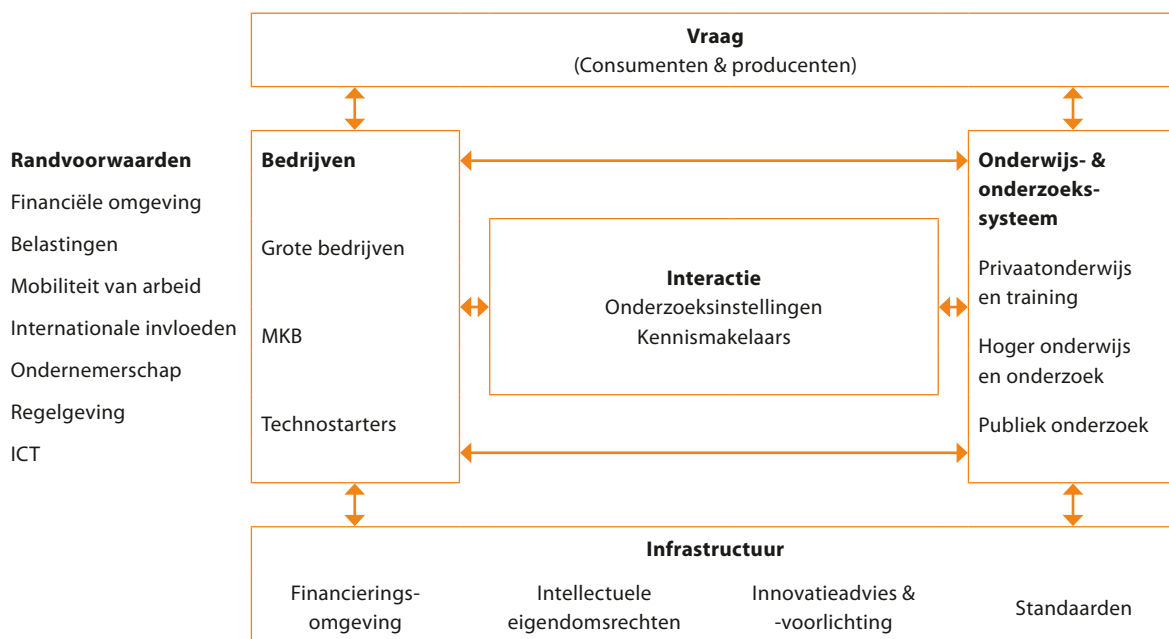 Vraag
(Consumenten & producenten)
Randvoorwaarden
Financiële omgeving
Belastingen
Mobiliteit van arbeid
Internationale invloeden
Ondernemerschap
Regelgeving
ICT
Bedrijven
Grote bedrijven
MKB
Technostarters
Interactie
Onderzoeksinstellingen
Kennismakelaars
Onderwijs- &
onderzoeks-
systeem
Privaatonderwijs
en training
Hoger onderwijs
en onderzoek
Publiek onderzoek
Infrastructuur
Financierings-
omgeving
Intellectuele
eigendomsrechten
Innovatieadvies &
-voorlichting
Standaarden